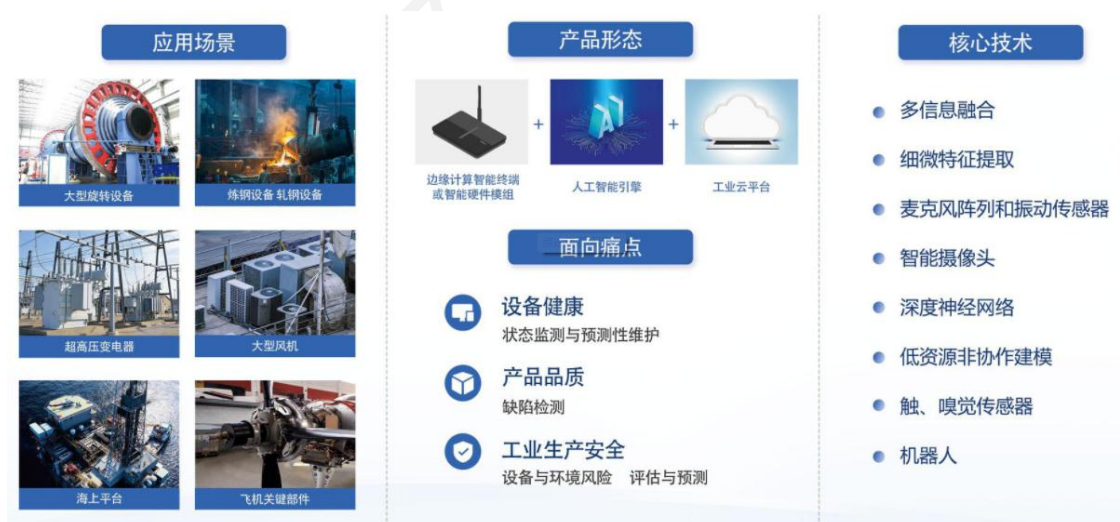 应用场景
大型旋转设备
炼钢设备 轧钢设备
超高压变电器
大型风机
海上平台
飞机关键部件
产品形态
+
AI
+
边缘计算智能终端
或智能硬件模组
人工智能引擎
工业云平台
面向痛点
设备健康
状态监测与预测性维护
产品品质
缺陷检测
工业生产安全
设备与环境风险 评估与预测
核心技术
多信息融合
细微特征提取
麦克风阵列和振动传感器
智能摄像头
深度神经网络
低资源非协作建模
触、嗅觉传感器
机器人